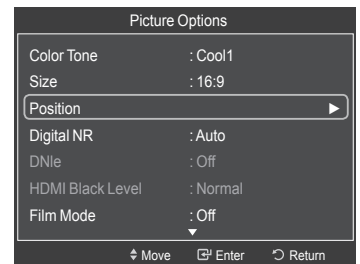 Picture Options
Color Tone : Cool1
Size : 16:9
Position ►
Digital NR : Auto
DNIe : Off
HDMI Black Level : Normal
Film Mode : Off
▼
Move Enter Return